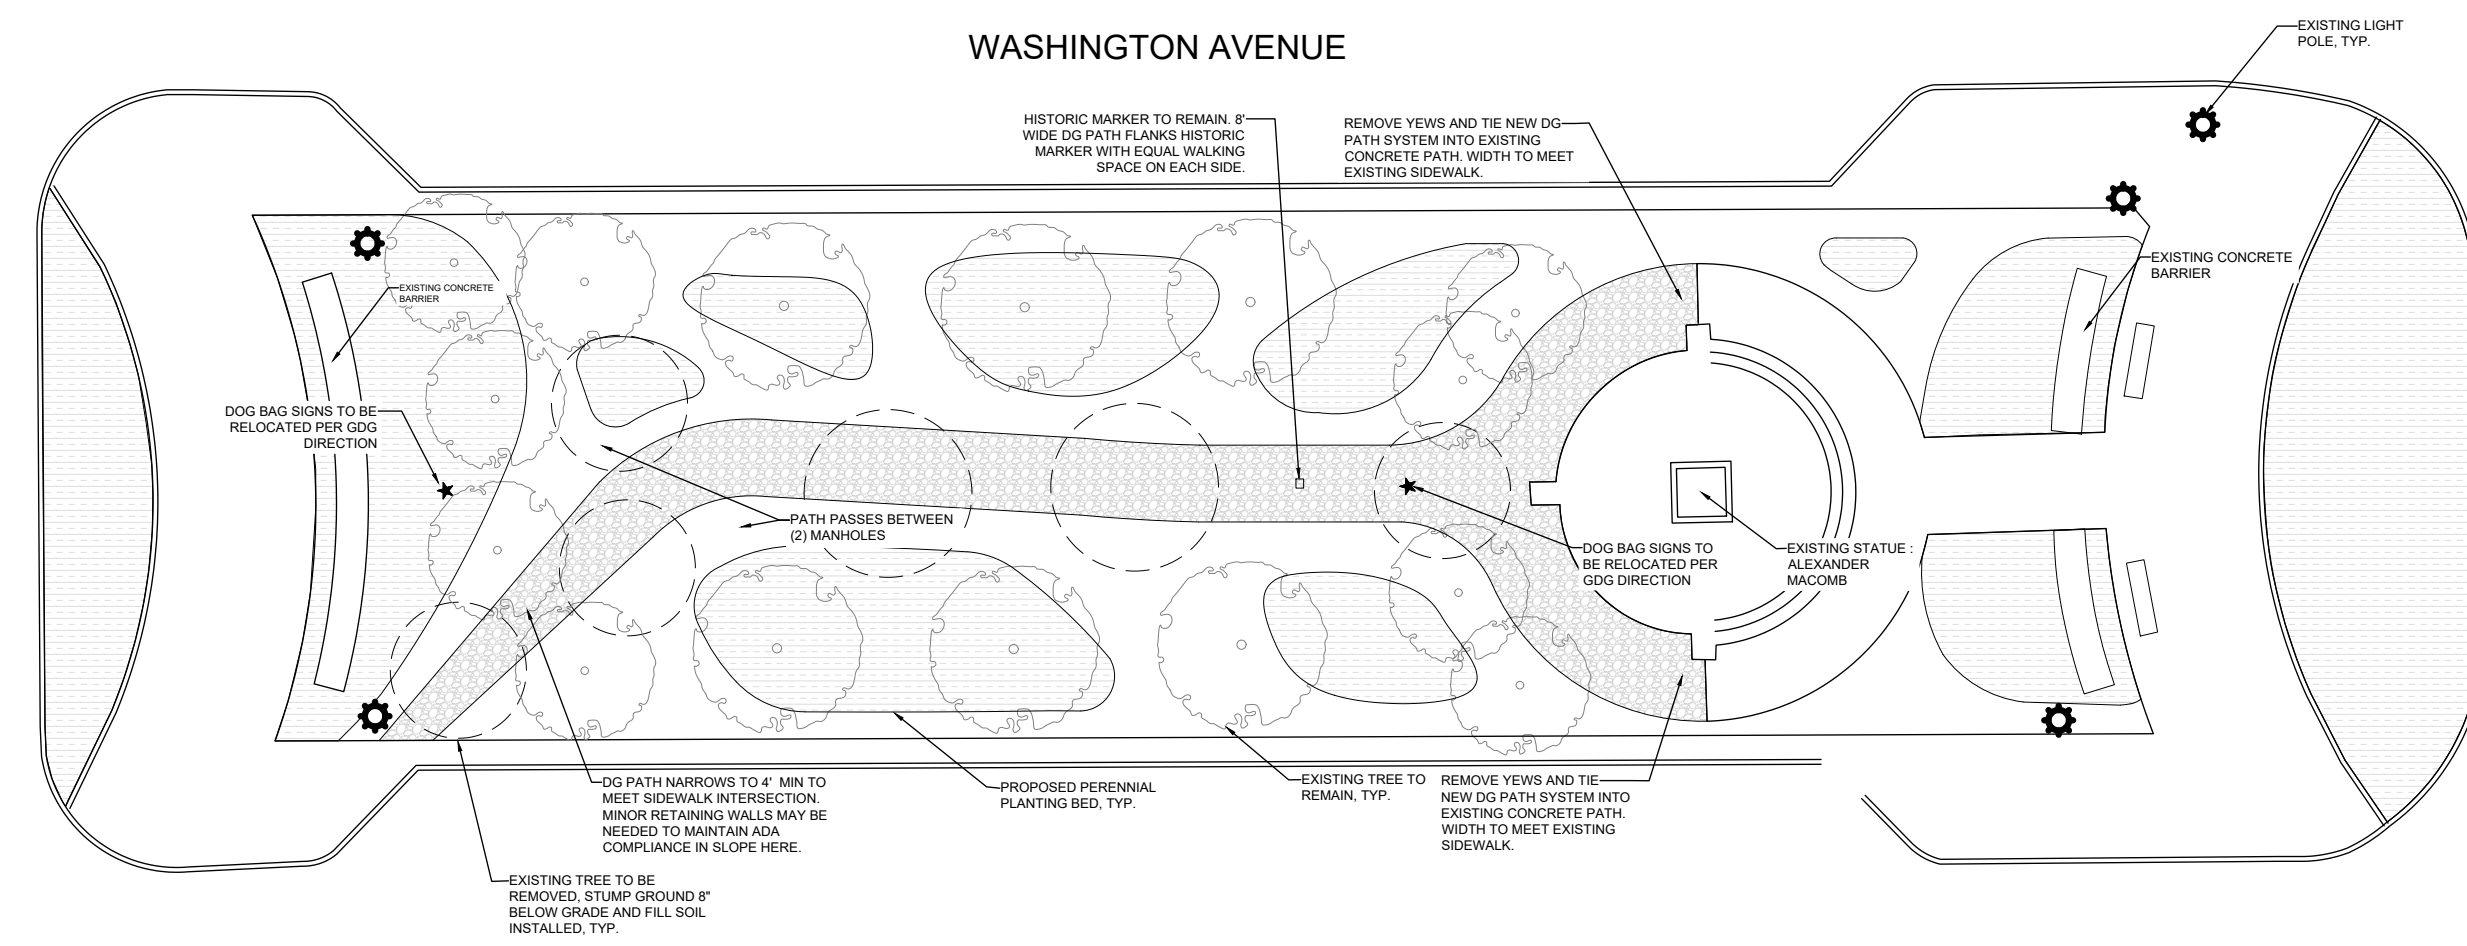 WASHINGTON AVENUE
EXISTING LIGHT
POLE, TYP.
HISTORIC MARKER TO REMAIN. 8'
WIDE DG PATH FLANKS HISTORIC
MARKER WITH EQUAL WALKING
SPACE ON EACH SIDE.
REMOVE YEWS AND TIE NEW DG
PATH SYSTEM INTO EXISTING
CONCRETE PATH. WIDTH TO MEET
EXISTING SIDEWALK.
EXISTING CONCRETE
BARRIER
EXISTING CONCRETE
BARRIER
DOG BAG SIGNS TO BE
RELOCATED PER GDG
DIRECTION
PATH PASSES BETWEEN
(2) MANHOLES
DOG BAG SIGNS TO
BE RELOCATED PER
GDG DIRECTION
EXISTING STATUE :
ALEXANDER
MACOMB
DG PATH NARROWS TO 4' MIN TO
MEET SIDEWALK INTERSECTION.
MINOR RETAINING WALLS MAY BE
NEEDED TO MAINTAIN ADA
COMPLIANCE IN SLOPE HERE.
PROPOSED PERENNIAL
PLANTING BED, TYP.
EXISTING TREE TO
REMAIN, TYP.
REMOVE YEWS AND TIE
NEW DG PATH SYSTEM INTO
EXISTING CONCRETE PATH.
WIDTH TO MEET EXISTING
SIDEWALK.
EXISTING TREE TO BE
REMOVED, STUMP GROUND 8"
BELOW GRADE AND FILL SOIL
INSTALLED, TYP.